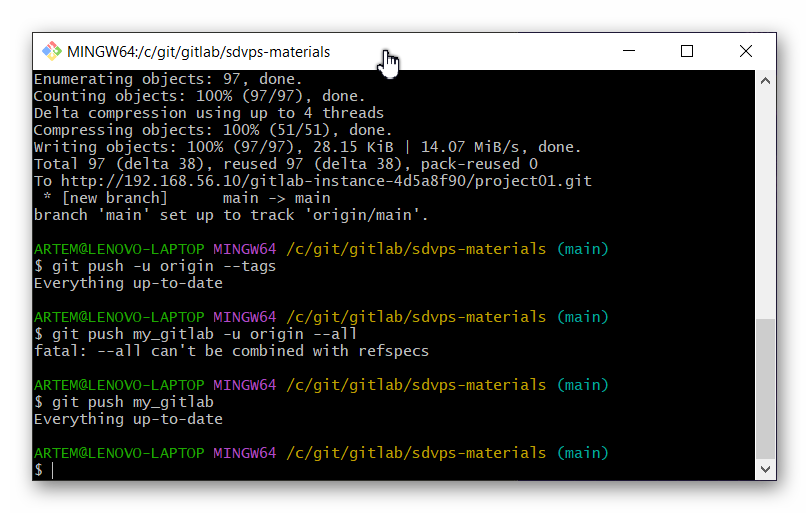 MINGW64:/c/git/gitlab/sdvps-materials
Enumerating objects: 97, done.
Counting objects: 100% (97/97), done.
Delta compression using up to 4 threads
Compressing objects: 100% (51/51), done.
Writing objects: 100% (97/97), 28.15 KiB | 14.07 MiB/s, done.
Total 97 (delta 38), reused 97 (delta 38), pack-reused 0
To http://192.168.56.10/gitlab-instance-4d5a8f90/project01.git
 * [new branch]      main -> main
branch 'main' set up to track 'origin/main'.
ARTEM@LENOVO-LAPTOP MINGW64 /c/git/gitlab/sdvps-materials (main)
$ git push -u origin --tags
Everything up-to-date
ARTEM@LENOVO-LAPTOP MINGW64 /c/git/gitlab/sdvps-materials (main)
$ git push my_gitlab -u origin --all
fatal: --all can't be combined with refspecs
ARTEM@LENOVO-LAPTOP MINGW64 /c/git/gitlab/sdvps-materials (main)
$ git push my_gitlab
Everything up-to-date
ARTEM@LENOVO-LAPTOP MINGW64 /c/git/gitlab/sdvps-materials (main)
$